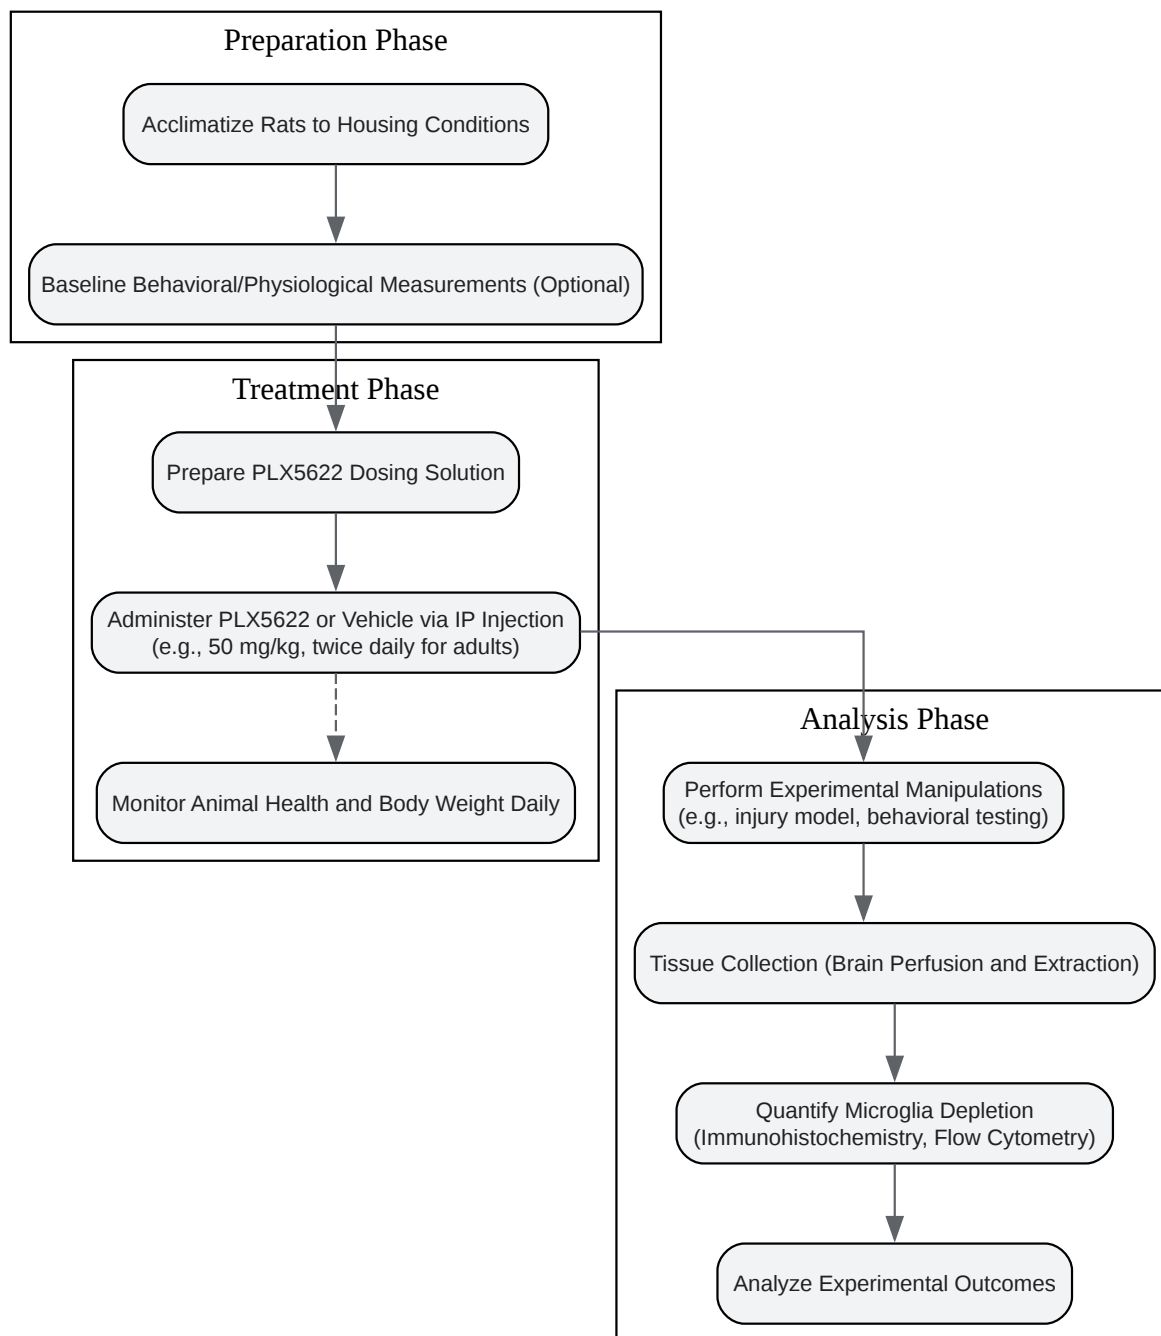 Preparation Phase
Acclimatize Rats to Housing Conditions
Baseline Behavioral/Physiological Measurements (Optional)
Treatment Phase
Prepare PLX5622 Dosing Solution
Administer PLX5622 or Vehicle via IP Injection
(e.g., 50 mg/kg, twice daily for adults)
Monitor Animal Health and Body Weight Daily
Analysis Phase
Perform Experimental Manipulations
(e.g., injury model, behavioral testing)
Tissue Collection (Brain Perfusion and Extraction)
Quantify Microglia Depletion
(Immunohistochemistry, Flow Cytometry)
Analyze Experimental Outcomes